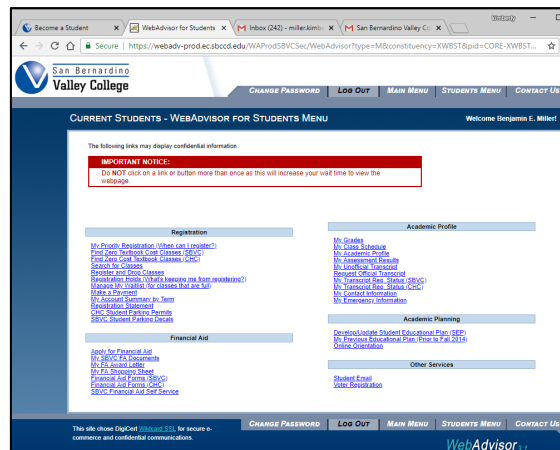 Kimberly
Become a Student
WebAdvisor for Students
Inbox (242) - miller.kimb
San Bernardino Valley Co
Secure | https://webadv-prod.ec.sbccd.edu/WAProdSBVCSec/WebAdvisor?type=M&constituency=XWBST&pid=CORE-XWBST...
San Bernardino
Valley College
CHANGE PASSWORD LOG OUT MAIN MENU STUDENTS MENU CONTACT US
CURRENT STUDENTS - WEBADVISOR FOR STUDENTS MENU
Welcome Benjamin E. Miller!
The following links may display confidential information.
IMPORTANT NOTICE:
Do NOT click on a link or button more than once as this will increase your wait time to view the
webpage.
Registration
My Priority Registration (When can I register?)
Find Zero Textbook Cost Classes (SBVC)
Find Zero Cost Textbook Classes (CHC)
Search for Classes
Register and Drop Classes
Registration Holds (What's keeping me from registering?)
Manage My Waitlist (for classes that are full)
Make a Payment
My Account Summary by Term
Registration Statement
CHC Student Parking Permits
SBVC Student Parking Decals
Financial Aid
Apply for Financial Aid
My SBVC FA Documents
My FA Award Letter
My FA Shopping Sheet
Financial Aid Forms (SBVC)
Financial Aid Forms (CHC)
SBVC Financial Aid Self Service
Academic Profile
My Grades
My Class Schedule
My Academic Profile
My Assessment Results
My Unofficial Transcript
Request Official Transcript
My Transcript Req. Status (SBVC)
My Transcript Req. Status (CHC)
My Contact Information
My Emergency Information
Academic Planning
Develop/Update Student Educational Plan (SEP)
My Previous Educational Plan (Prior to Fall 2014)
Online Orientation
Other Services
Student Email
Voter Registration
CHANGE PASSWORD LOG OUT MAIN MENU STUDENTS MENU CONTACT US
This site chose DigiCert Wildcard SSL for secure e-
commerce and confidential communications.
WebAdvisor 3.1